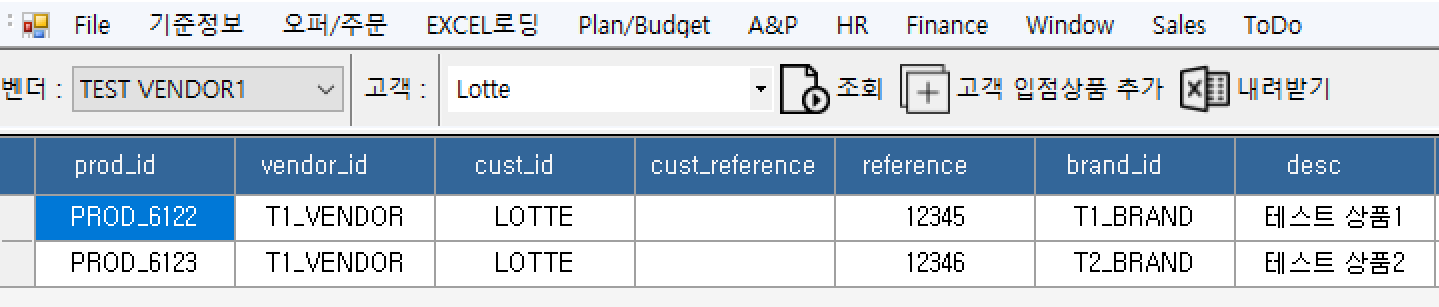 File 기준정보 오퍼/주문 EXCEL로딩 Plan/Budget A&P HR Finance Window Sales ToDo
벤더 : TEST VENDOR1 고객 : Lotte 조회 고객 입점상품 추가 내려받기
prod_id vendor_id cust_id cust_reference reference brand_id desc
PROD_6122 T1_VENDOR LOTTE 12345 T1_BRAND 테스트 상품1
PROD_6123 T1_VENDOR LOTTE 12346 T2_BRAND 테스트 상품2